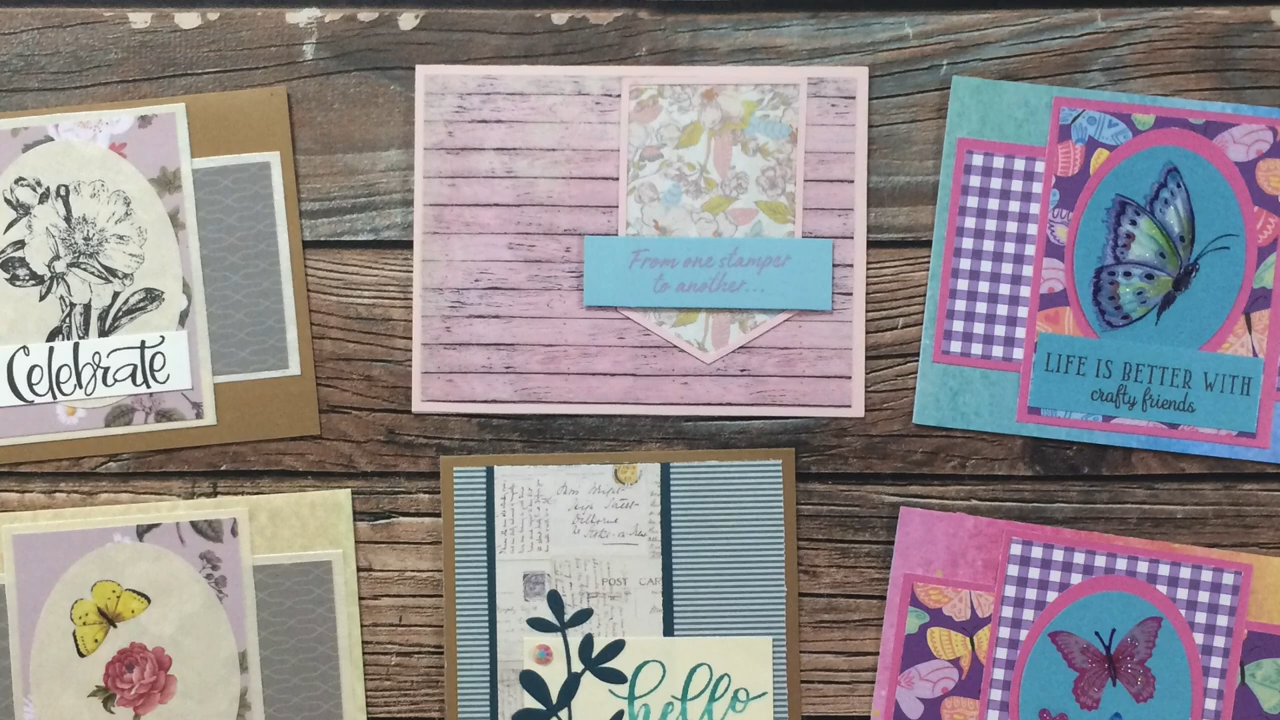 From one stamper
to another...
Celebrate
LIFE IS BETTER WITH
crafty friends
POST CAR
hello